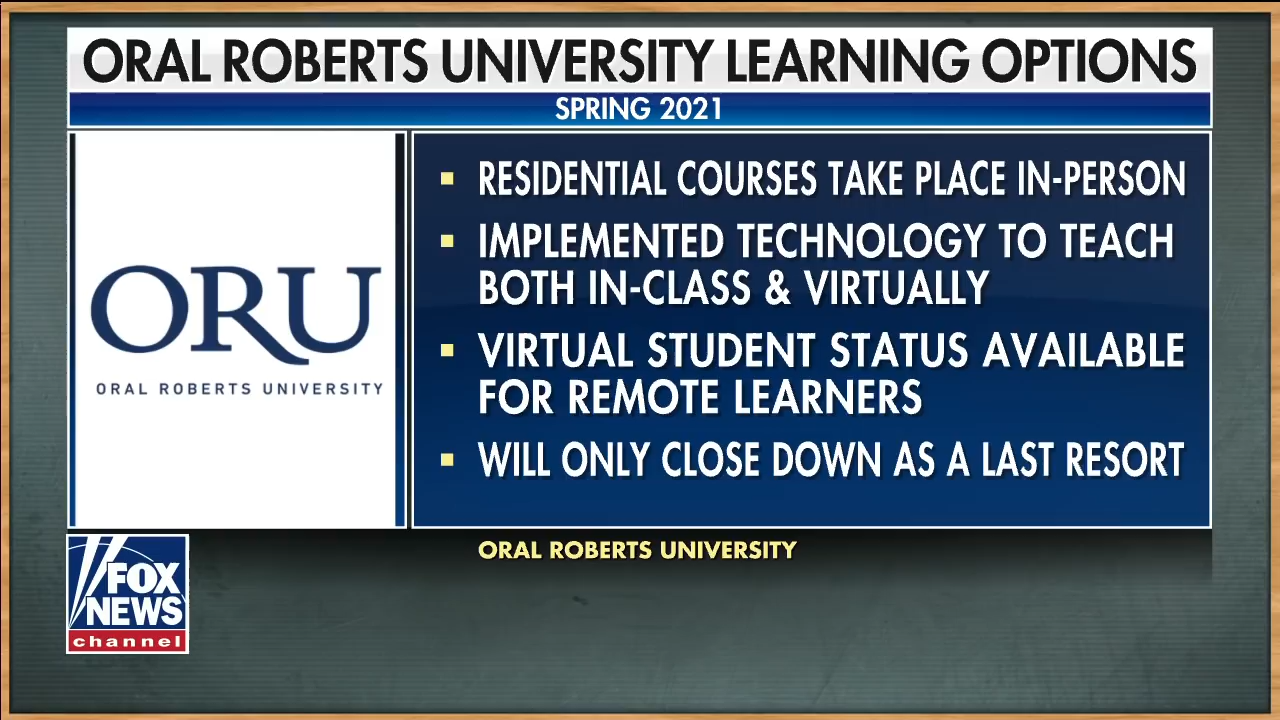 ORAL ROBERTS UNIVERSITY LEARNING OPTIONS
SPRING 2021
ORU
ORAL ROBERTS UNIVERSITY
▪ RESIDENTIAL COURSES TAKE PLACE IN-PERSON
▪ IMPLEMENTED TECHNOLOGY TO TEACH
BOTH IN-CLASS & VIRTUALLY
▪ VIRTUAL STUDENT STATUS AVAILABLE
FOR REMOTE LEARNERS
▪ WILL ONLY CLOSE DOWN AS A LAST RESORT
ORAL ROBERTS UNIVERSITY
FOX
NEWS
channel